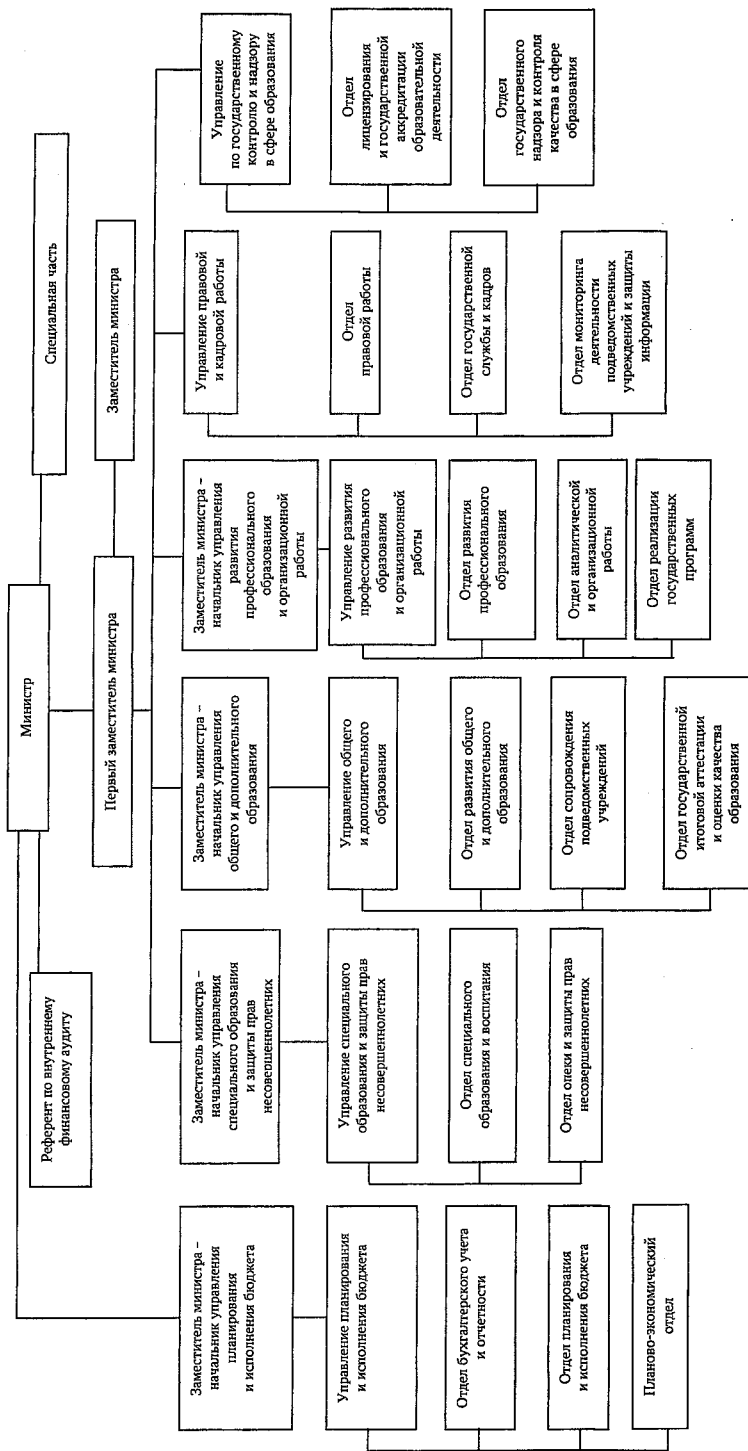 Министр
Специальная часть
Референт по внутреннему
финансовому аудиту
Первый заместитель министра
Заместитель министра
Заместитель министра –
начальник управления
планирования
и исполнения бюджета
Управление планирования
и исполнения бюджета
Отдел бухгалтерского учета
и отчетности
Отдел планирования
и исполнения бюджета
Планово-экономический
отдел
Заместитель министра –
начальник управления
специального образования
и защиты прав
несовершеннолетних
Управление специального
образования и защиты прав
несовершеннолетних
Отдел специального
образования и воспитания
Отдел опеки и защиты прав
несовершеннолетних
Заместитель министра –
начальник управления
общего и дополнительного
образования
Управление общего
и дополнительного
образования
Отдел развития общего
и дополнительного
образования
Отдел сопровождения
подведомственных
учреждений
Отдел государственной
итоговой аттестации
и оценки качества
образования
Заместитель министра –
начальник управления
развития
профессионального
образования
и организационной
работы
Управление развития
профессионального
образования
и организационной
работы
Отдел развития
профессионального
образования
Отдел аналитической
и организационной
работы
Отдел реализации
государственных
программ
Управление правовой
и кадровой работы
Отдел
правовой работы
Отдел государственной
службы и кадров
Отдел мониторинга
деятельности
подведомственных
учреждений и защиты
информации
Управление
по государственному
контролю и надзору
в сфере образования
Отдел
лицензирования
и государственной
аккредитации
образовательной
деятельности
Отдел
государственного
надзора и контроля
качества в сфере
образования